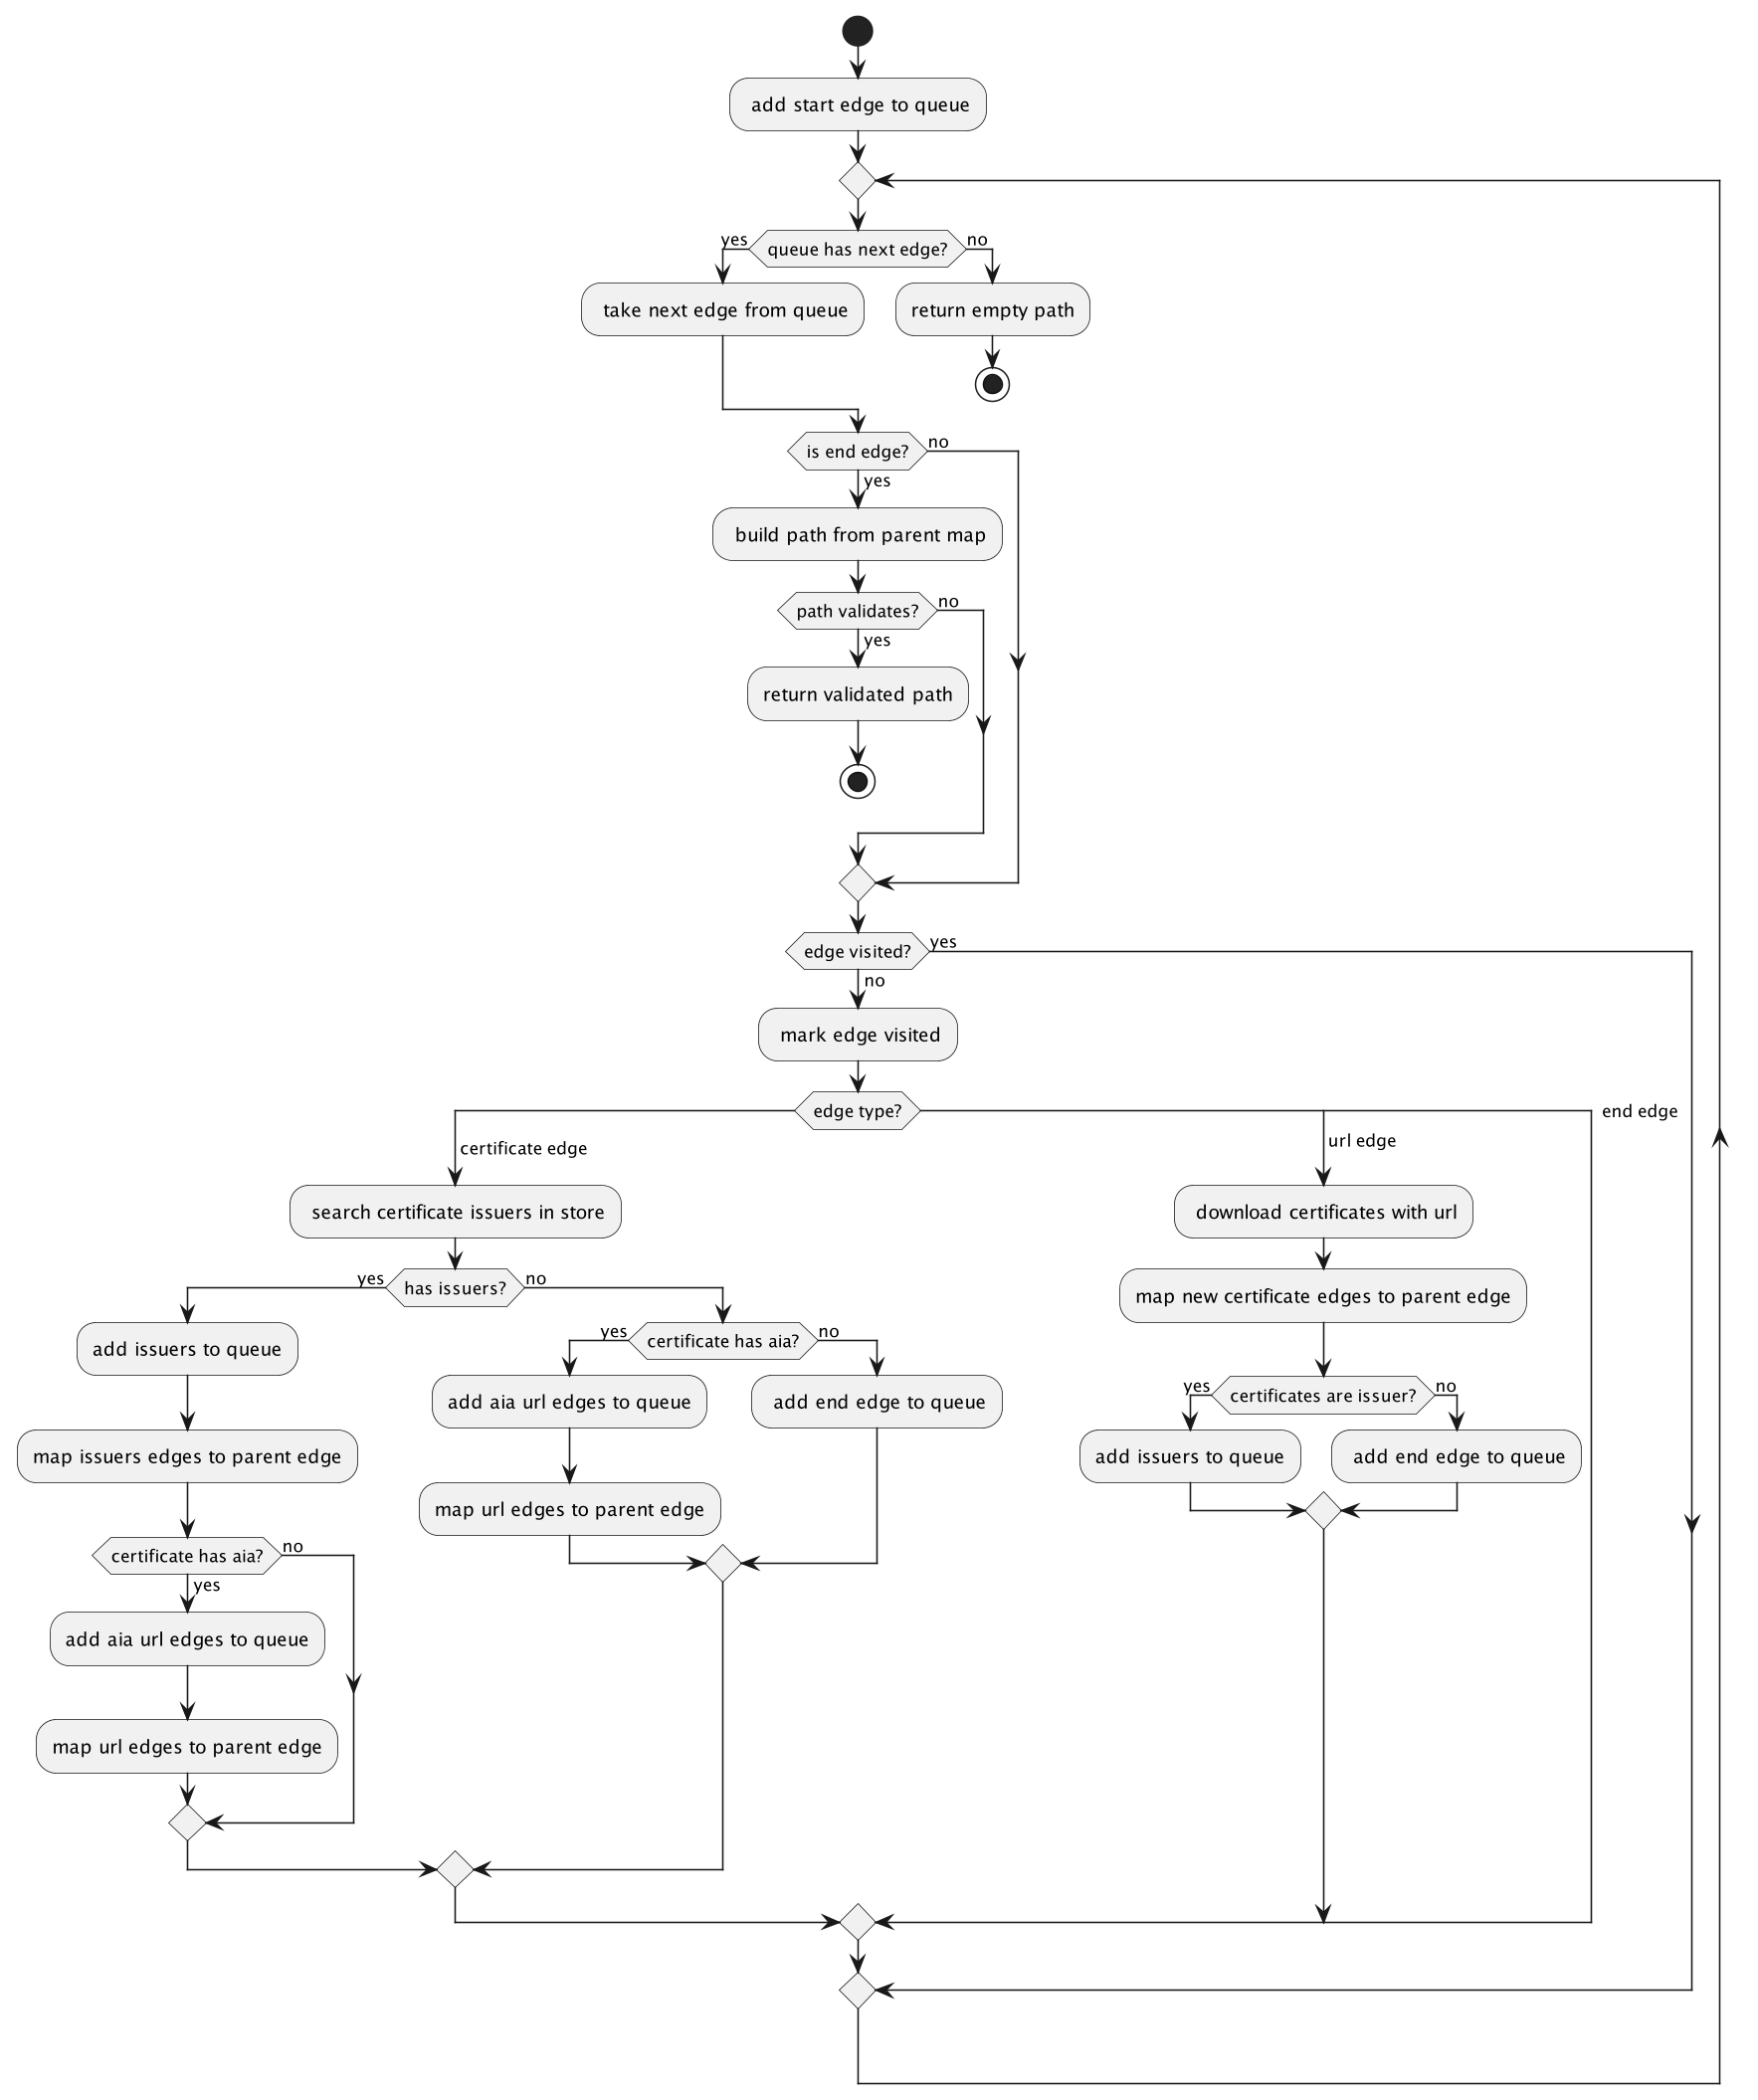 add start edge to queue
yes
queue has next edge?
no
take next edge from queue
return empty path
is end edge?
no
yes
build path from parent map
path validates?
no
yes
return validated path
edge visited?
yes
no
mark edge visited
edge type?
end edge
certificate edge
url edge
search certificate issuers in store
download certificates with url
yes
has issuers?
no
map new certificate edges to parent edge
add issuers to queue
yes
certificate has aia?
no
yes
certificates are issuer?
no
add aia url edges to queue
add end edge to queue
map issuers edges to parent edge
add issuers to queue
add end edge to queue
map url edges to parent edge
certificate has aia?
no
yes
add aia url edges to queue
map url edges to parent edge